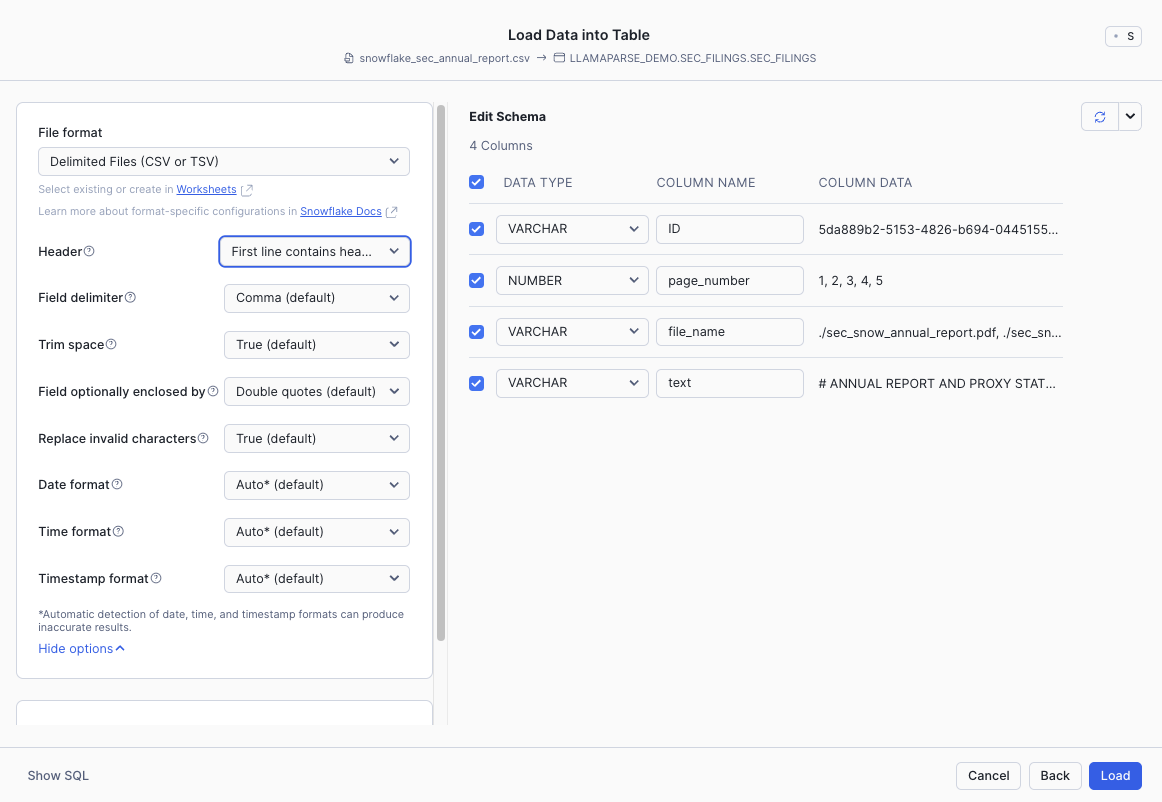 Load Data into Table
S
snowflake_sec_annual_report.csv → LLAMAPARSE_DEMO.SEC_FILINGS.SEC_FILINGS
File format
Delimited Files (CSV or TSV)
Select existing or create in Worksheets
Learn more about format-specific configurations in Snowflake Docs
Header First line contains hea...
Field delimiter Comma (default)
Trim space True (default)
Field optionally enclosed by Double quotes (default)
Replace invalid characters True (default)
Date format Auto* (default)
Time format Auto* (default)
Timestamp format Auto* (default)
*Automatic detection of date, time, and timestamp formats can produce
inaccurate results.
Hide options
Edit Schema
4 Columns
DATA TYPE COLUMN NAME COLUMN DATA
VARCHAR ID 5da889b2-5153-4826-b694-0445155...
NUMBER page_number 1, 2, 3, 4, 5
VARCHAR file_name ./sec_snow_annual_report.pdf, ./sec_sn...
VARCHAR text # ANNUAL REPORT AND PROXY STAT...
Show SQL
Cancel Back Load